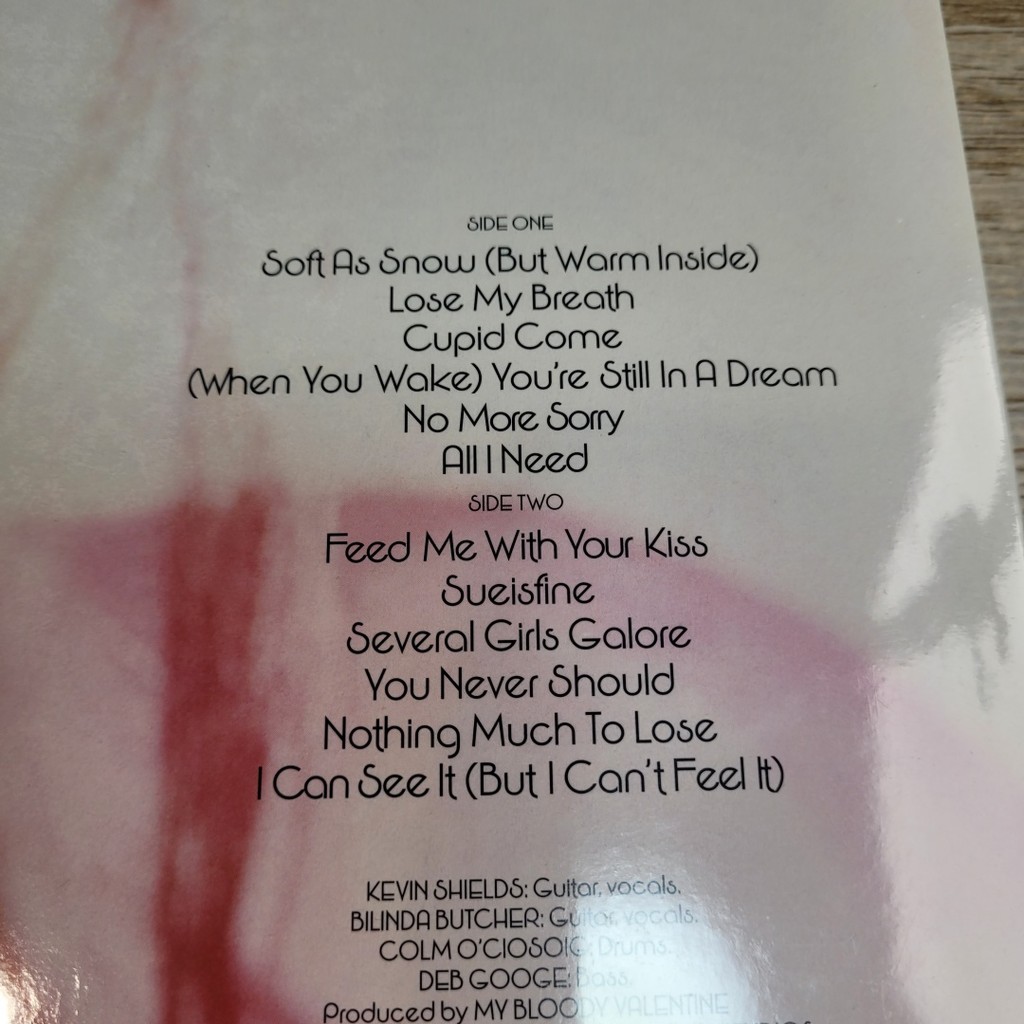 SIDE ONE
Soft As Snow (But Warm Inside)
Lose My Breath
Cupid Come
(When You Wake) You're Still In A Dream
No More Sorry
All I Need
SIDE TWO
Feed Me With Your Kiss
Sueisfine
Several Girls Galore
You Never Should
Nothing Much To Lose
I Can See It (But I Can't Feel It)
KEVIN SHIELDS: Guitar, vocals.
BILINDA BUTCHER: Guitar, vocals.
COLM O'CIOSOIG: Drums.
DEB GOOGE: Bass.
Produced by MY BLOODY VALENTINE